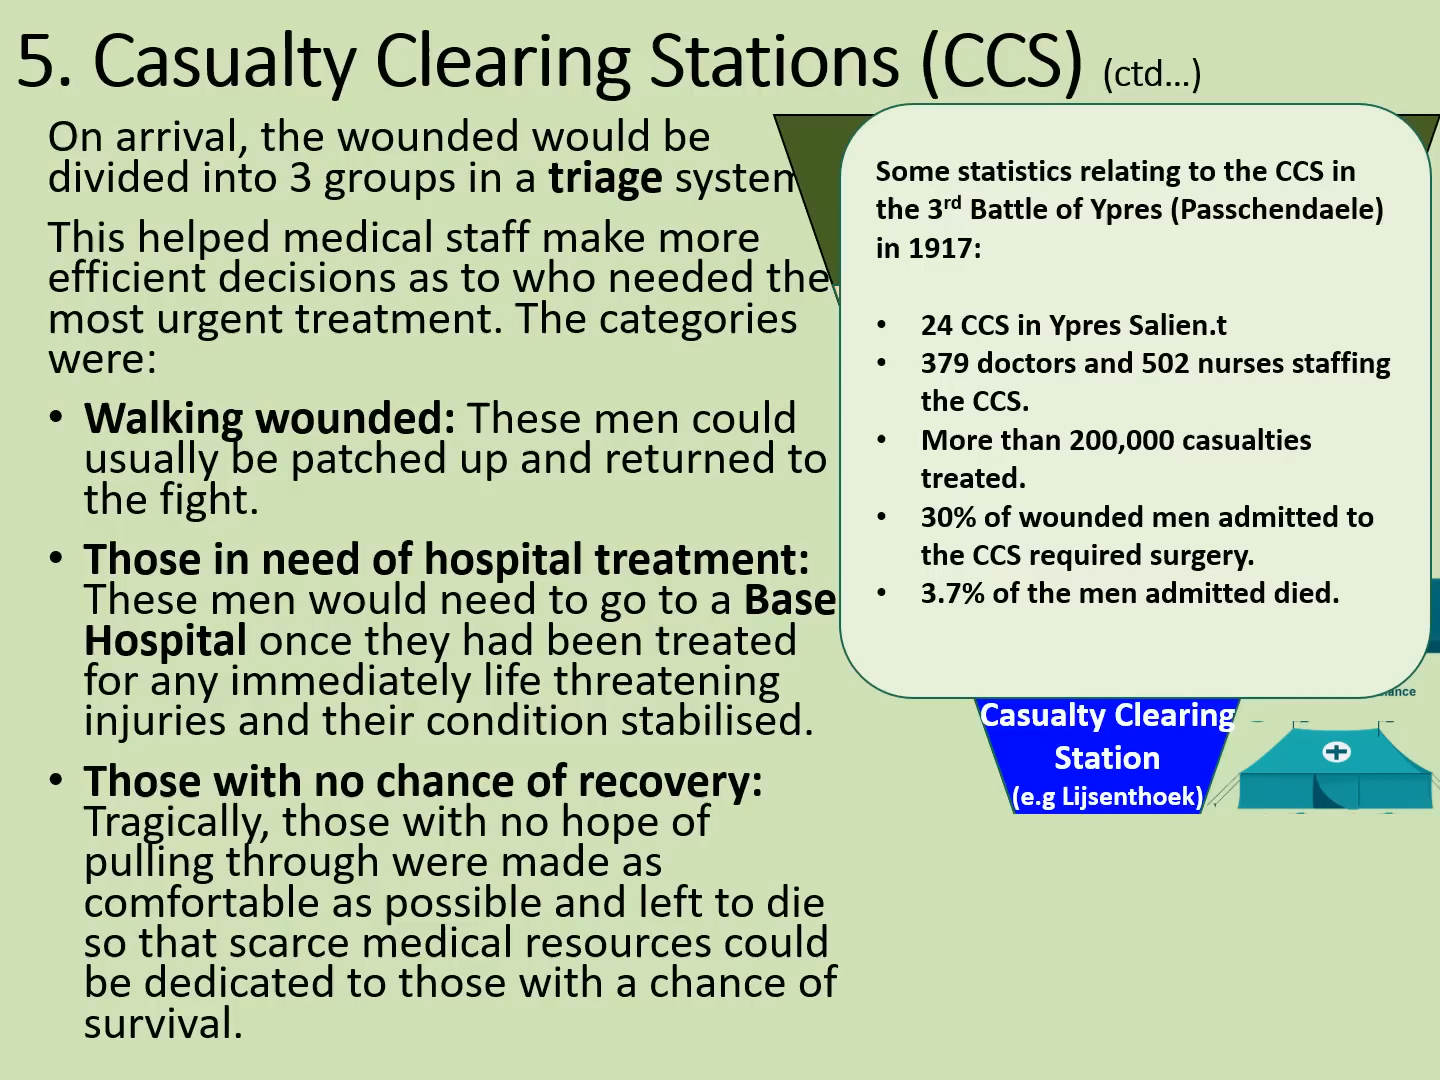 5. Casualty Clearing Stations (CCS) (ctd...)
On arrival, the wounded would be
divided into 3 groups in a triage system
This helped medical staff make more
efficient decisions as to who needed the
most urgent treatment. The categories
were:
• Walking wounded: These men could
usually be patched up and returned to
the fight.
• Those in need of hospital treatment:
These men would need to go to a Base
Hospital once they had been treated
for any immediately life threatening
injuries and their condition stabilised.
• Those with no chance of recovery:
Tragically, those with no hope of
pulling through were made as
comfortable as possible and left to die
so that scarce medical resources could
be dedicated to those with a chance of
survival.
Some statistics relating to the CCS in
the 3rd Battle of Ypres (Passchendaele)
in 1917:
• 24 CCS in Ypres Salien.t
• 379 doctors and 502 nurses staffing
the CCS.
• More than 200,000 casualties
treated.
• 30% of wounded men admitted to
the CCS required surgery.
• 3.7% of the men admitted died.
Casualty Clearing
Station
(e.g Lijsenthoek)